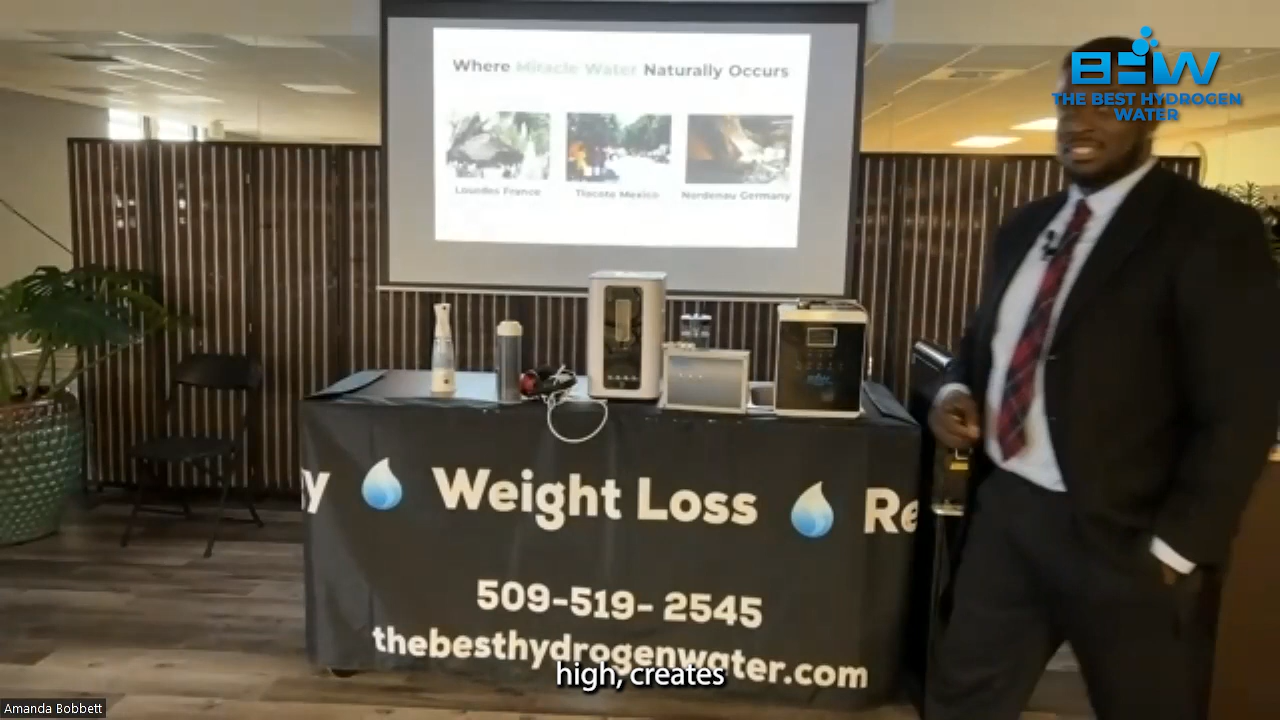 Where Miracle Water Naturally Occurs
Lourdes France
Tlacote Mexico
Nordenau Germany
BHW
THE BEST HYDROGEN
WATER
y Weight Loss Re
509-519- 2545
thebesthydrogenwater.com
high, creates
Amanda Bobbett